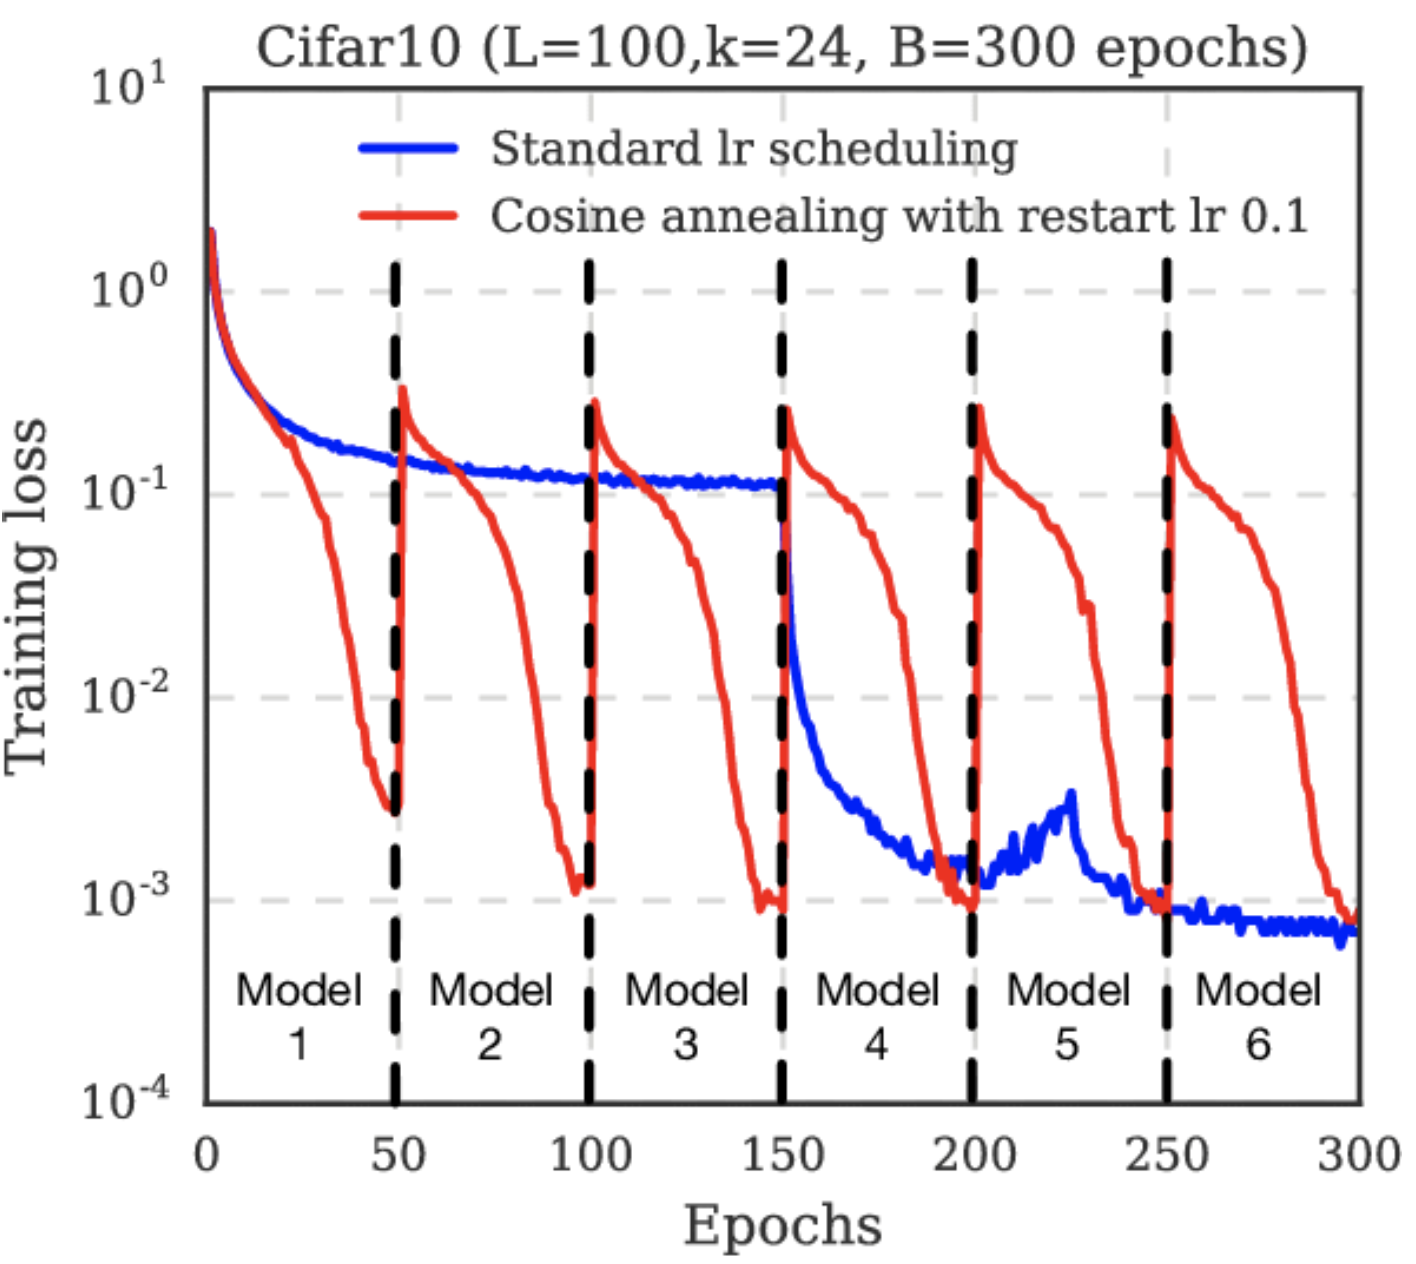 Cifar10 (L=100,k=24, B=300 epochs)
Standard lr scheduling
Cosine annealing with restart lr 0.1
Training loss
10^1
10^0
10^-1
10^-2
10^-3
10^-4
Model 1
Model 2
Model 3
Model 4
Model 5
Model 6
0 50 100 150 200 250 300
Epochs